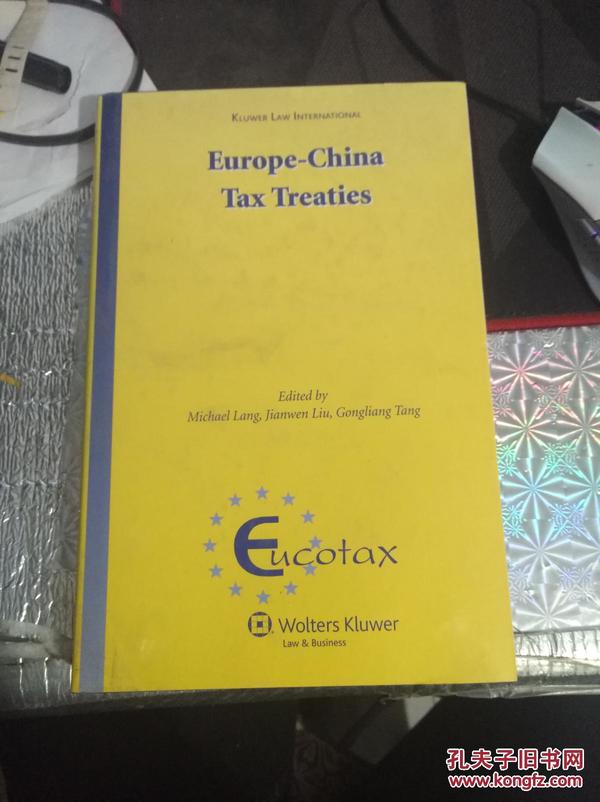 KLUWER LAW INTERNATIONAL
Europe-China
Tax Treaties
Edited by
Michael Lang, Jianwen Liu, Gongliang Tang
Eucotax
Wolters Kluwer
Law & Business
孔夫子旧书网
www.kongfz.com